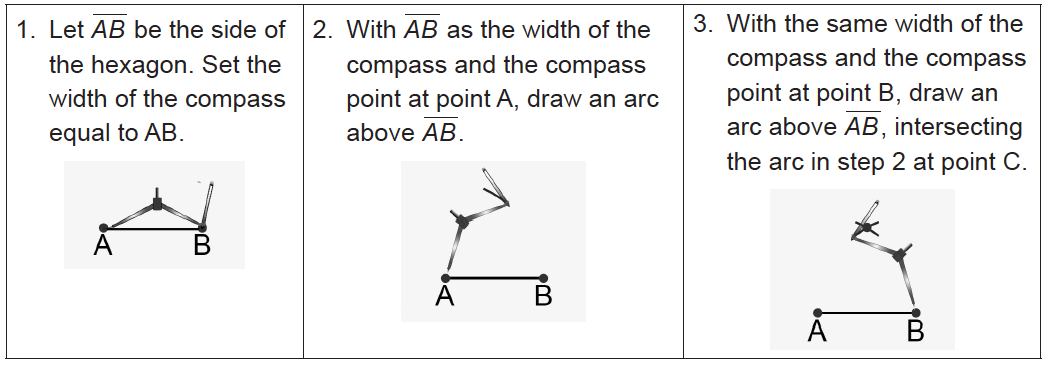 1. Let AB be the side of
the hexagon. Set the
width of the compass
equal to AB.
A B
2. With AB as the width of the
compass and the compass
point at point A, draw an arc
above AB.
A B
3. With the same width of the
compass and the compass
point at point B, draw an
arc above AB, intersecting
the arc in step 2 at point C.
A B